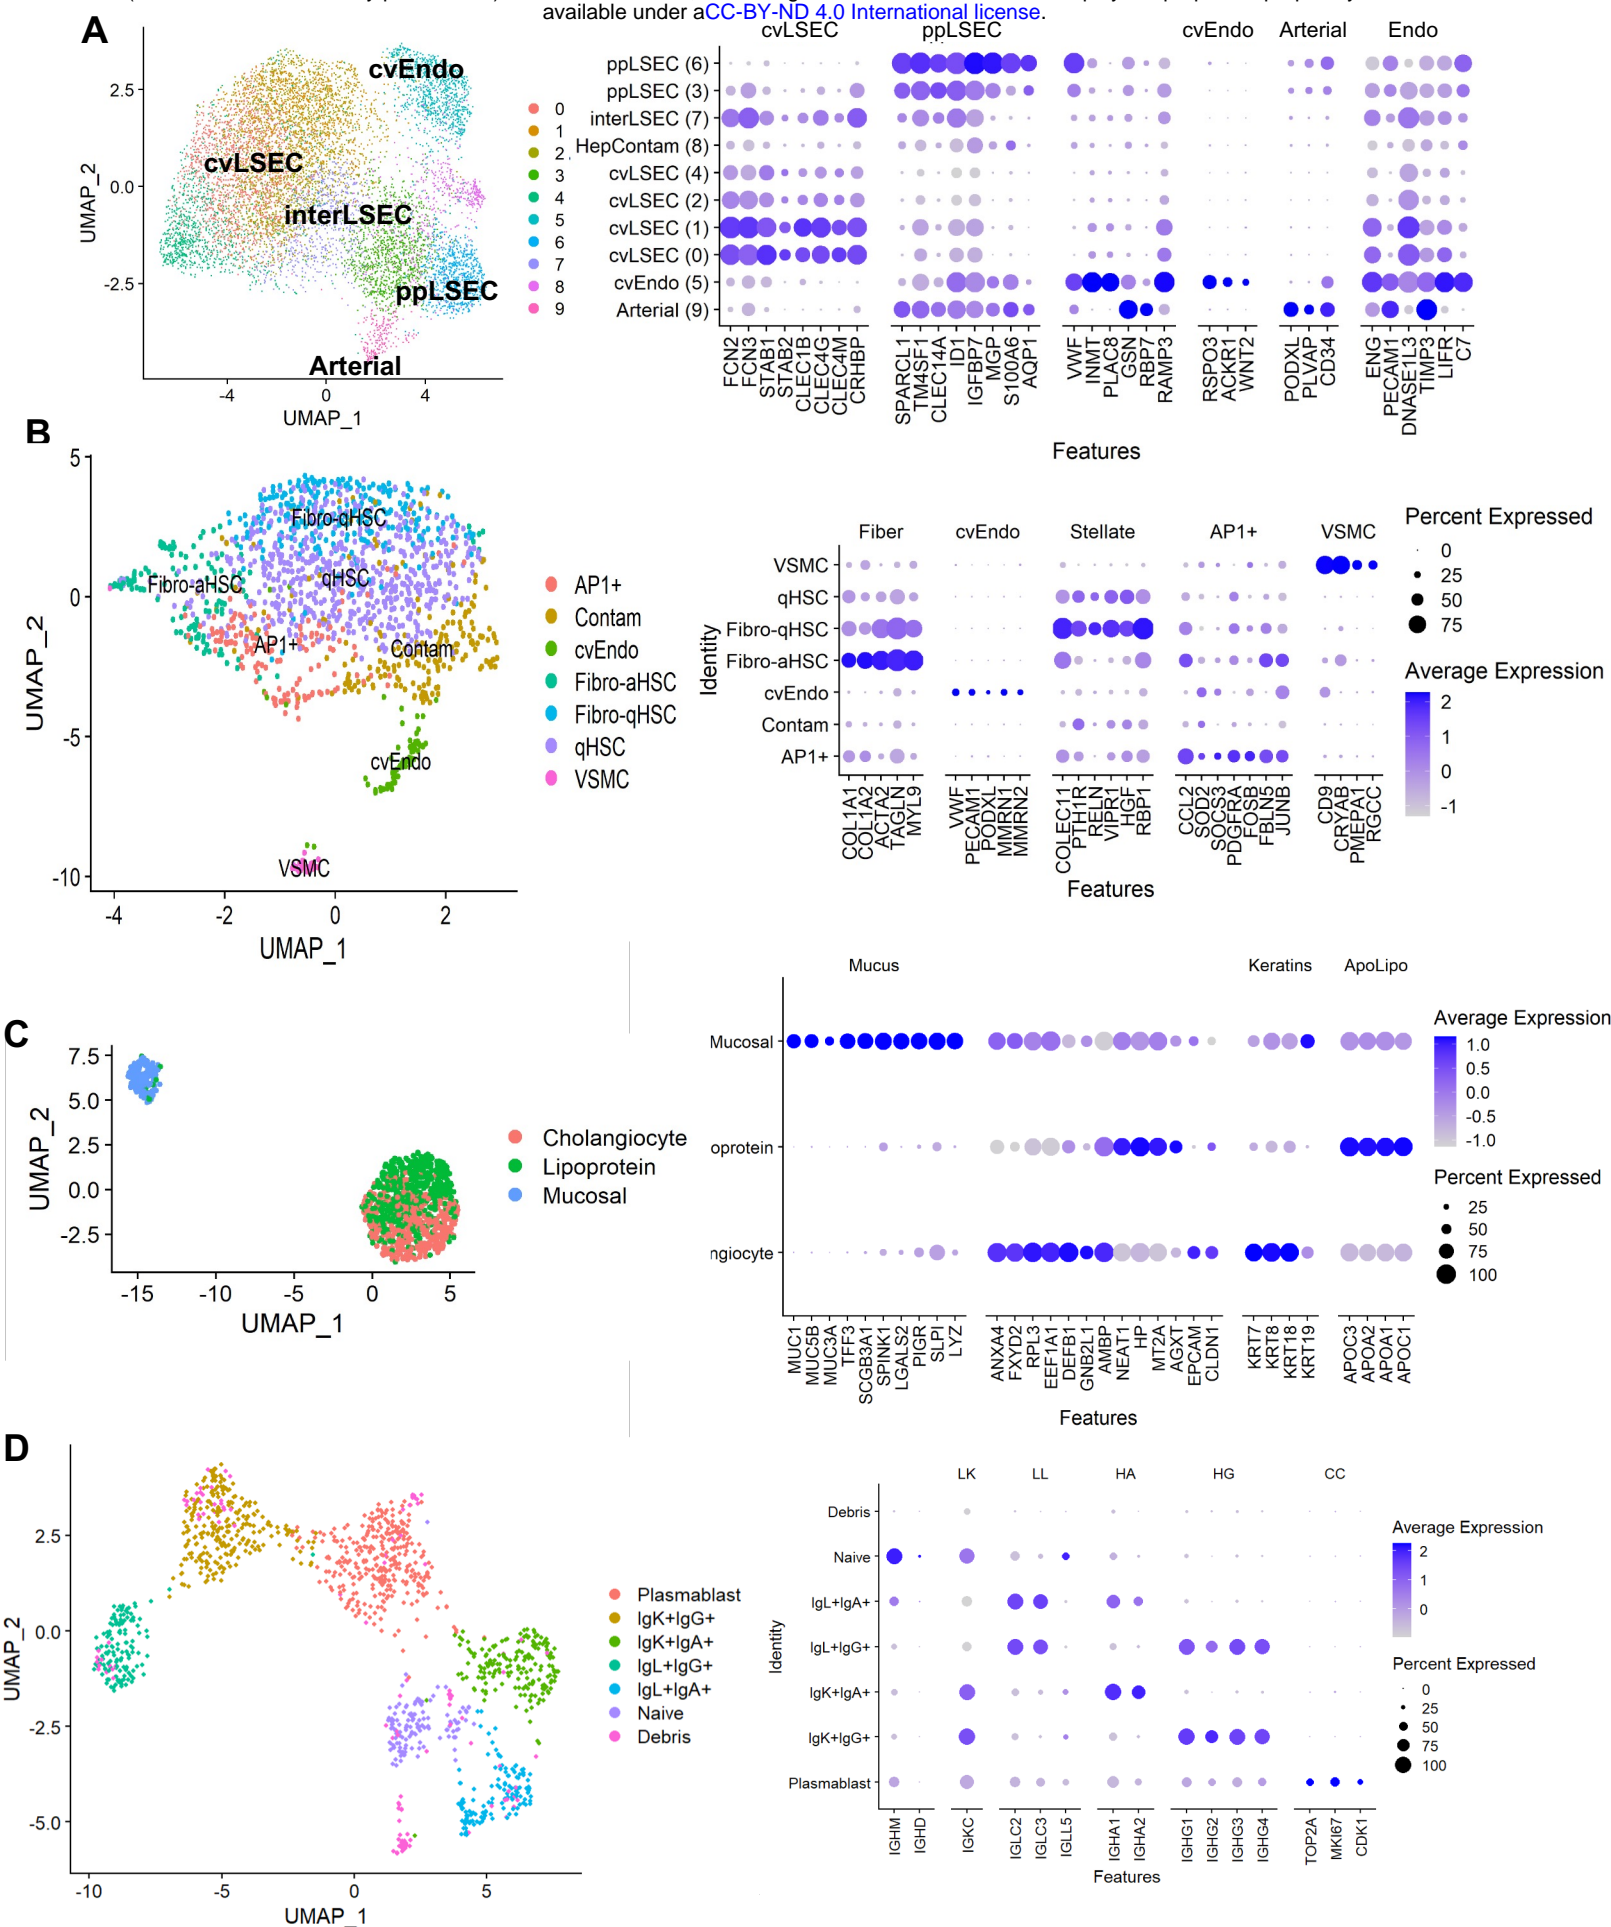 available under aCC-BY-ND 4.0 International license.
A
UMAP_2
2.5
0.0
-2.5
cvEndo
cvLSEC
interLSEC
ppLSEC
Arterial
-4
0
4
UMAP_1
0
1
2
3
4
5
6
7
8
9
cvLSEC
ppLSEC
cvEndo
Arterial
Endo
ppLSEC (6)
ppLSEC (3)
interLSEC (7)
HepContam (8)
cvLSEC (4)
cvLSEC (2)
cvLSEC (1)
cvLSEC (0)
cvEndo (5)
Arterial (9)
FCN2
FCN3
STAB1
STAB2
CLEC1B
CLEC4G
CLEC4M
CRHBP
SPARCL1
TM4SF1
CLEC14A
ID1
IGFBP7
MGP
S100A6
AQP1
VWF
INMT
PLAC8
GSN
RBP7
RAMP3
RSPO3
ACKR1
WNT2
PODXL
PLVAP
CD34
ENG
PECAM1
DNASE1L3
TIMP3
LIFR
C7
Features
B
UMAP_2
5
0
-5
-10
Fibro-qHSC
Fibro-aHSC
qHSC
AP1+
Contam
cvEndo
VSMC
-4
-2
0
2
UMAP_1
AP1+
Contam
cvEndo
Fibro-aHSC
Fibro-qHSC
qHSC
VSMC
Fiber
cvEndo
Stellate
AP1+
VSMC
Identity
VSMC
qHSC
Fibro-qHSC
Fibro-aHSC
cvEndo
Contam
AP1+
COL1A1
COL1A2
ACTA2
TAGLN
MYL9
VWF
PECAM1
PODXL
MMRN1
MMRN2
COLEC11
PTH1R
RELN
VIPR1
HGF
RBP1
CCL2
SOD2
SOCS3
PDGFRA
FOSB
FBLN5
JUNB
CD9
CRYAB
PMEPA1
RGCC
Features
Percent Expressed
0
25
50
75
Average Expression
2
1
0
-1
C
UMAP_2
7.5
5.0
2.5
0.0
-2.5
-15
-10
-5
0
5
UMAP_1
Cholangiocyte
Lipoprotein
Mucosal
Mucus
Keratins
ApoLipo
Mucosal
oprotein
ngiocyte
MUC1
MUC5B
MUC3A
TFF3
SCGB3A1
SPINK1
LGALS2
PIGR
SLPI
LYZ
ANXA4
FXYD2
RPL3
EEF1A1
DEFB1
GNB2L1
AMBP
NEAT1
HP
MT2A
AGXT
EPCAM
CLDN1
KRT7
KRT8
KRT18
KRT19
APOC3
APOA2
APOA1
APOC1
Features
Average Expression
1.0
0.5
0.0
-0.5
-1.0
Percent Expressed
25
50
75
100
D
UMAP_2
2.5
0.0
-2.5
-5.0
-10
-5
0
5
UMAP_1
Plasmablast
IgK+IgG+
IgK+IgA+
IgL+IgG+
IgL+IgA+
Naive
Debris
LK
LL
HA
HG
CC
Identity
Debris
Naive
IgL+IgA+
IgL+IgG+
IgK+IgA+
IgK+IgG+
Plasmablast
IGHM
IGHD
IGKC
IGLC2
IGLC3
IGLL5
IGHA1
IGHA2
IGHG1
IGHG2
IGHG3
IGHG4
TOP2A
MKI67
CDK1
Features
Average Expression
2
1
0
Percent Expressed
0
25
50
75
100